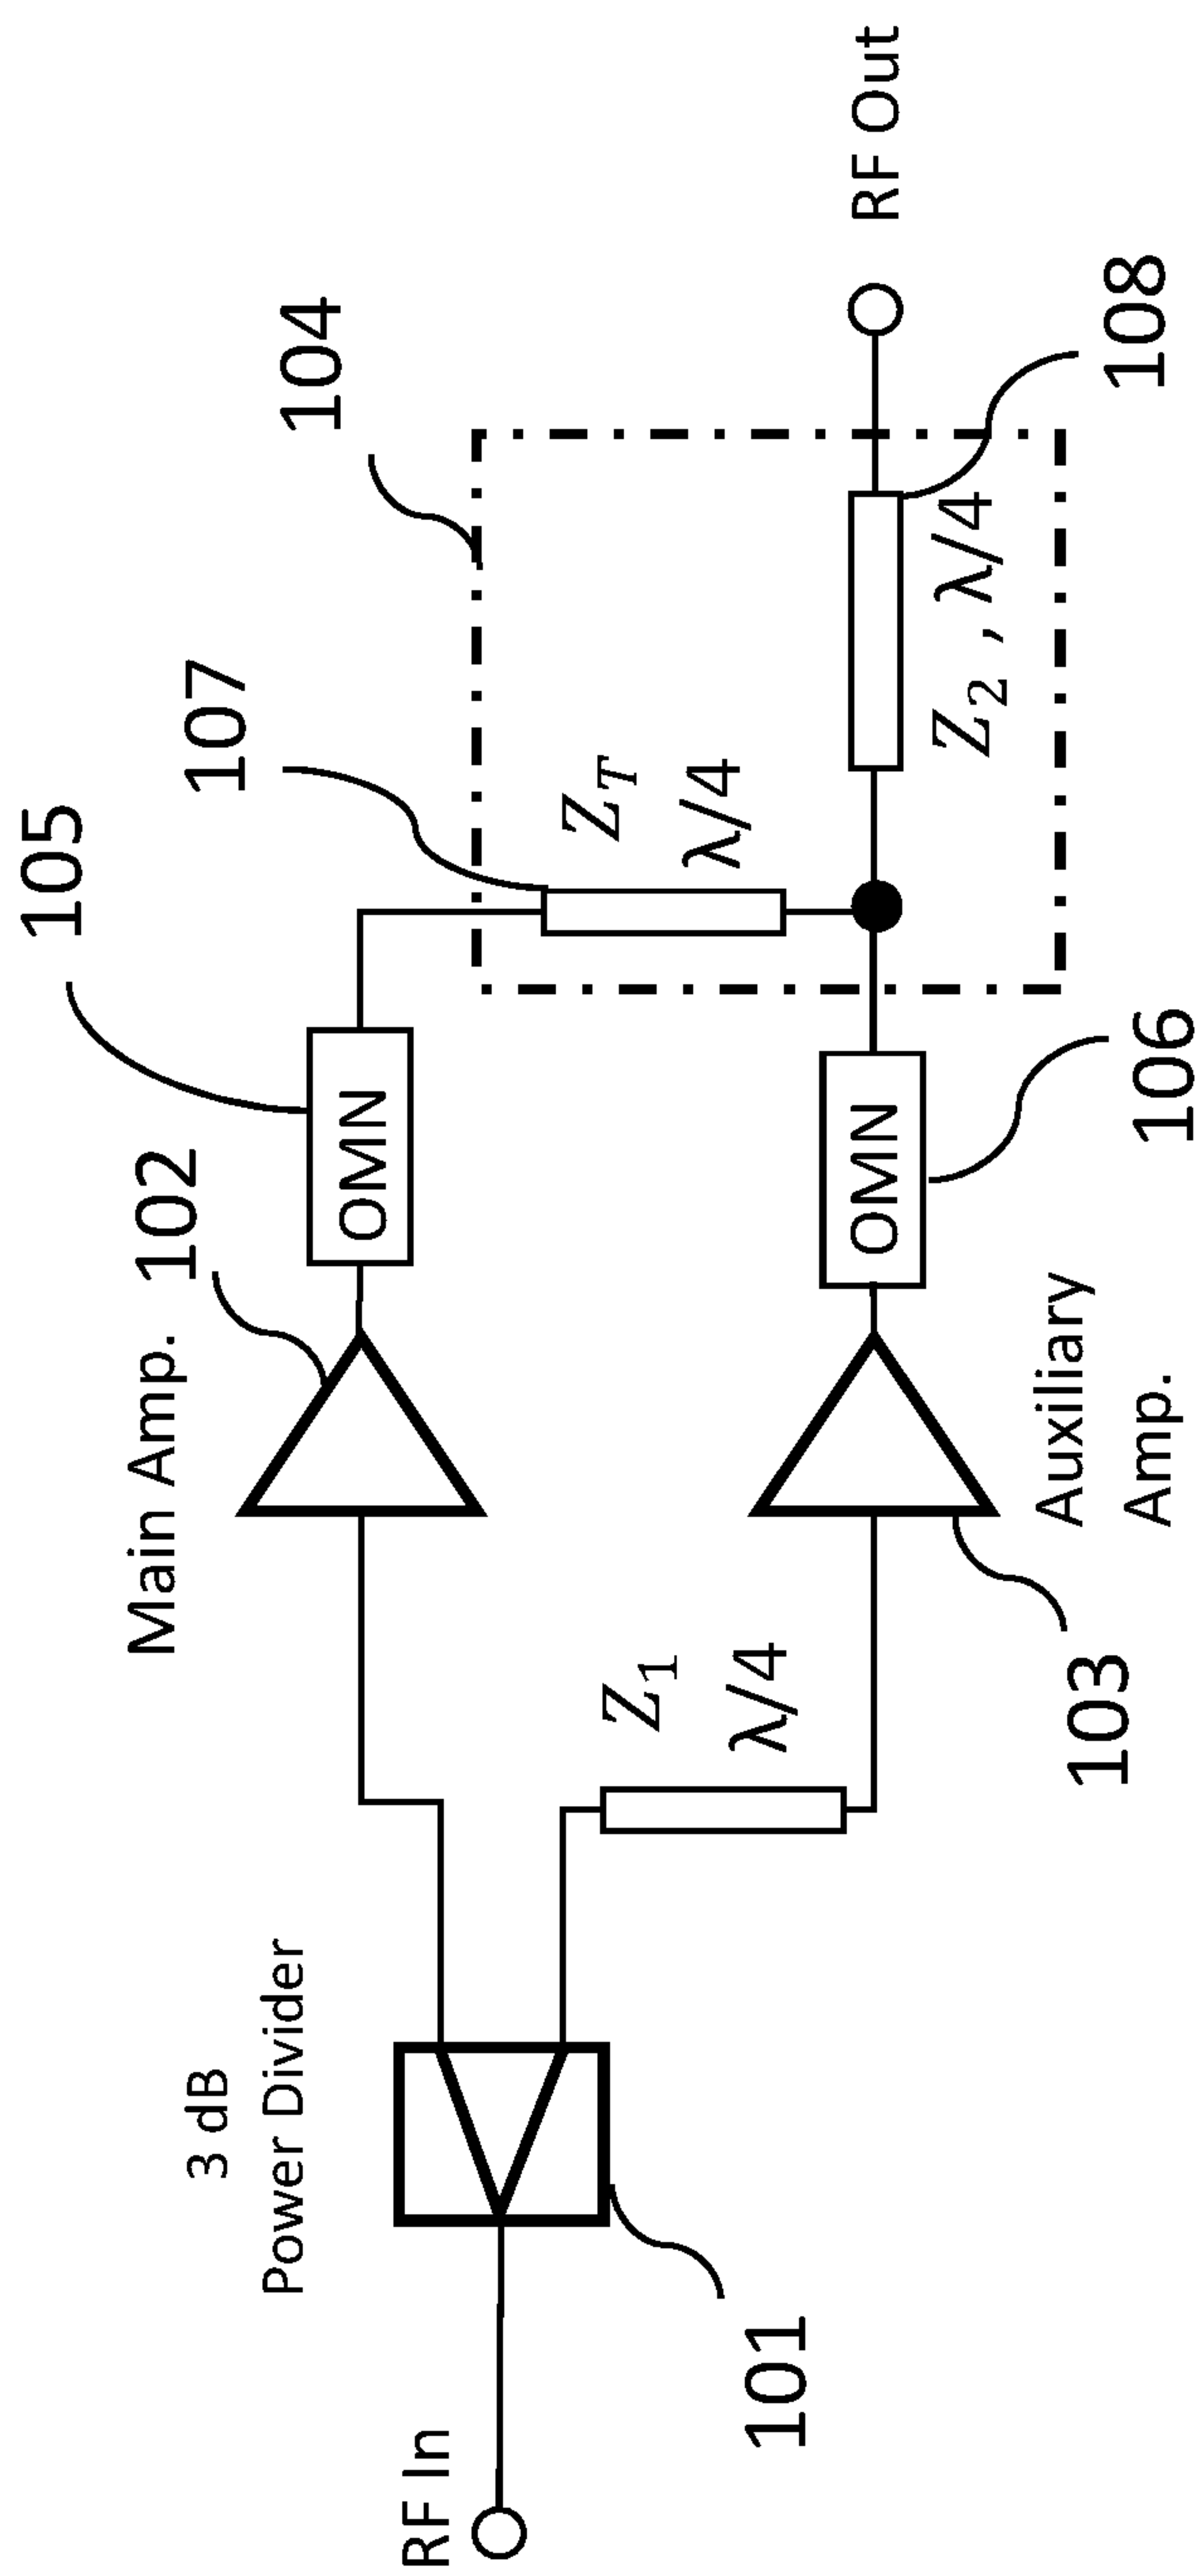 RF In
3 dB
Power Divider
101
Z₁
λ/4
Main Amp.
102
103
Auxiliary
Amp.
OMN
105
OMN
106
107
Z_T
λ/4
104
Z₂ , λ/4
108
RF Out